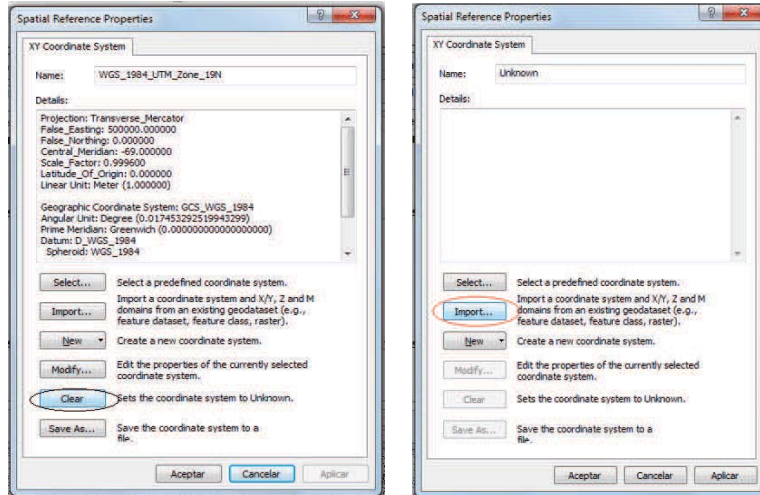 Spatial Reference Properties
XY Coordinate System
Name: WGS_1984_UTM_Zone_19N
Details:
Projection: Transverse_Mercator
False_Easting: 500000.000000
False_Northing: 0.000000
Central_Meridian: -69.000000
Scale_Factor: 0.999600
Latitude_Of_Origin: 0.000000
Linear Unit: Meter (1.000000)
Geographic Coordinate System: GCS_WGS_1984
Angular Unit: Degree (0.017453292519943299)
Prime Meridian: Greenwich (0.000000000000000000)
Datum: D_WGS_1984
Spheroid: WGS_1984
Select... Select a predefined coordinate system.
Import... Import a coordinate system and X/Y, Z and M
domains from an existing geodataset (e.g.,
feature dataset, feature class, raster).
New Create a new coordinate system.
Modify... Edit the properties of the currently selected
coordinate system.
Clear Sets the coordinate system to Unknown.
Save As... Save the coordinate system to a
file.
Aceptar Cancelar Aplicar
Spatial Reference Properties
XY Coordinate System
Name: Unknown
Details:
Select... Select a predefined coordinate system.
Import... Import a coordinate system and X/Y, Z and M
domains from an existing geodataset (e.g.,
feature dataset, feature class, raster).
New Create a new coordinate system.
Modify... Edit the properties of the currently selected
coordinate system.
Clear Sets the coordinate system to Unknown.
Save As... Save the coordinate system to a
file.
Aceptar Cancelar Aplicar